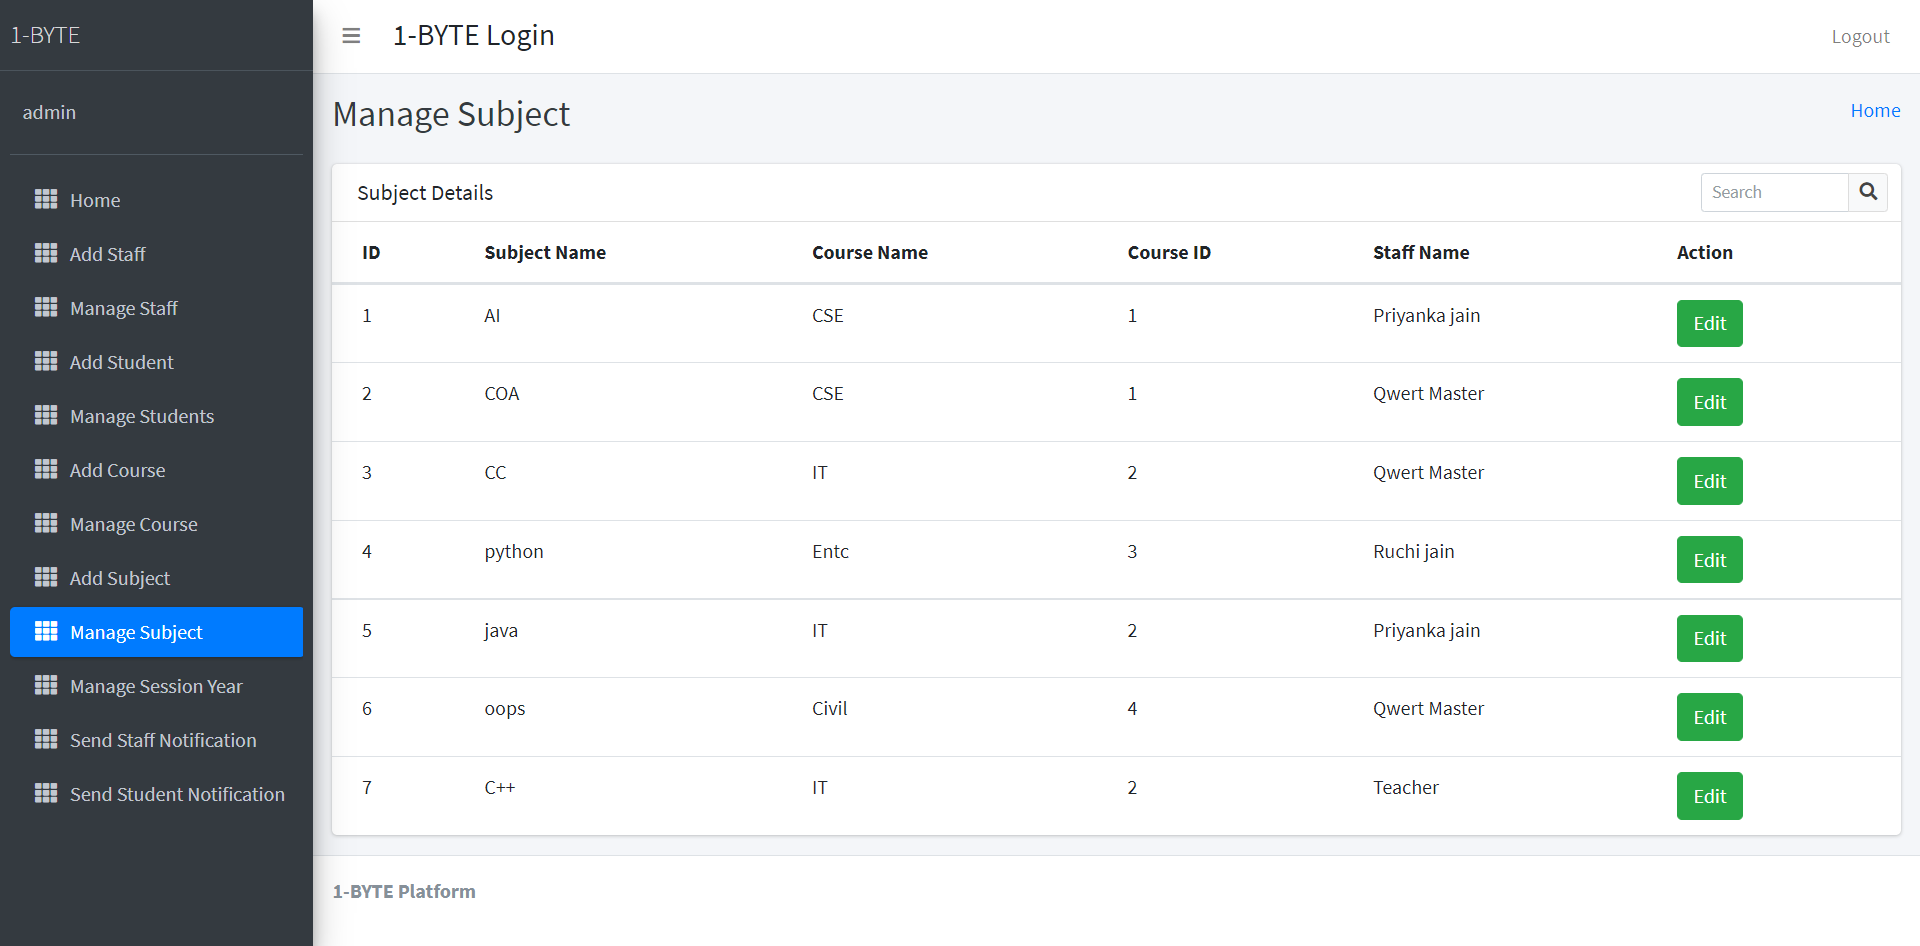 1-BYTE
admin
Home
Add Staff
Manage Staff
Add Student
Manage Students
Add Course
Manage Course
Add Subject
Manage Subject
Manage Session Year
Send Staff Notification
Send Student Notification
1-BYTE Login
Logout
Manage Subject
Home
Subject Details
Search
ID Subject Name Course Name Course ID Staff Name Action
1 AI CSE 1 Priyanka jain Edit
2 COA CSE 1 Qwert Master Edit
3 CC IT 2 Qwert Master Edit
4 python Entc 3 Ruchi jain Edit
5 java IT 2 Priyanka jain Edit
6 oops Civil 4 Qwert Master Edit
7 C++ IT 2 Teacher Edit
1-BYTE Platform